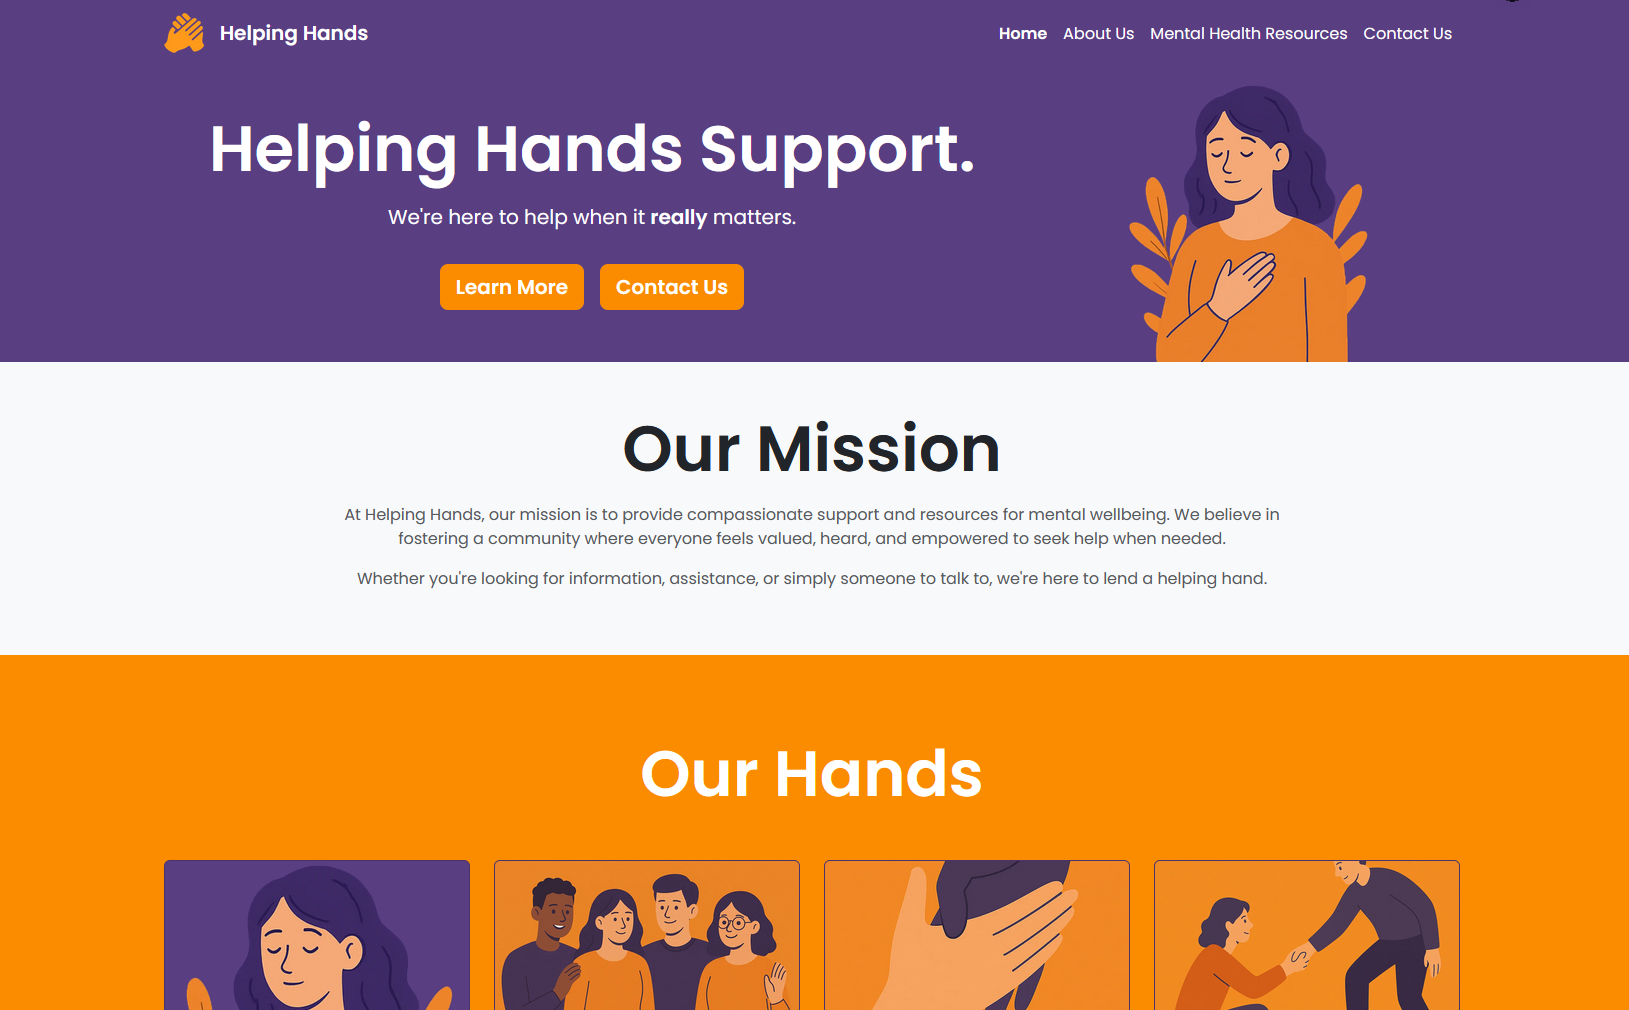 Helping Hands
Home About Us Mental Health Resources Contact Us
Helping Hands Support.
We're here to help when it really matters.
Learn More Contact Us
Our Mission
At Helping Hands, our mission is to provide compassionate support and resources for mental wellbeing. We believe in
fostering a community where everyone feels valued, heard, and empowered to seek help when needed.
Whether you're looking for information, assistance, or simply someone to talk to, we're here to lend a helping hand.
Our Hands